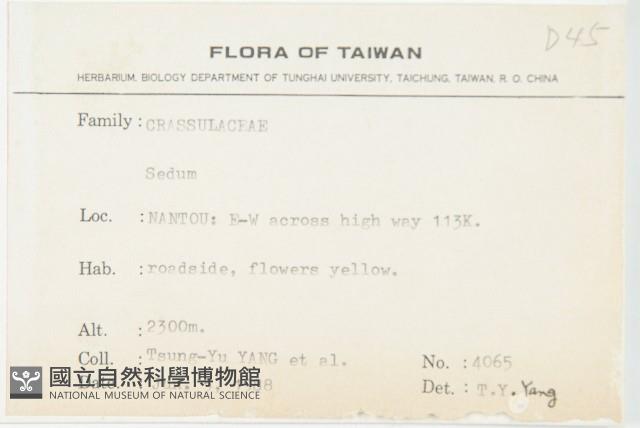 D45
FLORA OF TAIWAN
HERBARIUM, BIOLOGY DEPARTMENT OF TUNGHAI UNIVERSITY, TAICHUNG, TAIWAN, R. O. CHINA
Family : CRASSULACEAE
Sedum
Loc. : NANTOU: E-W across high way 113K.
Hab. : roadside, flowers yellow.
Alt. : 2300m.
Coll. : Tsung-Yu YANG et al. No. : 4065
Det. : T.Y. Yang
國立自然科學博物館
NATIONAL MUSEUM OF NATURAL SCIENCE